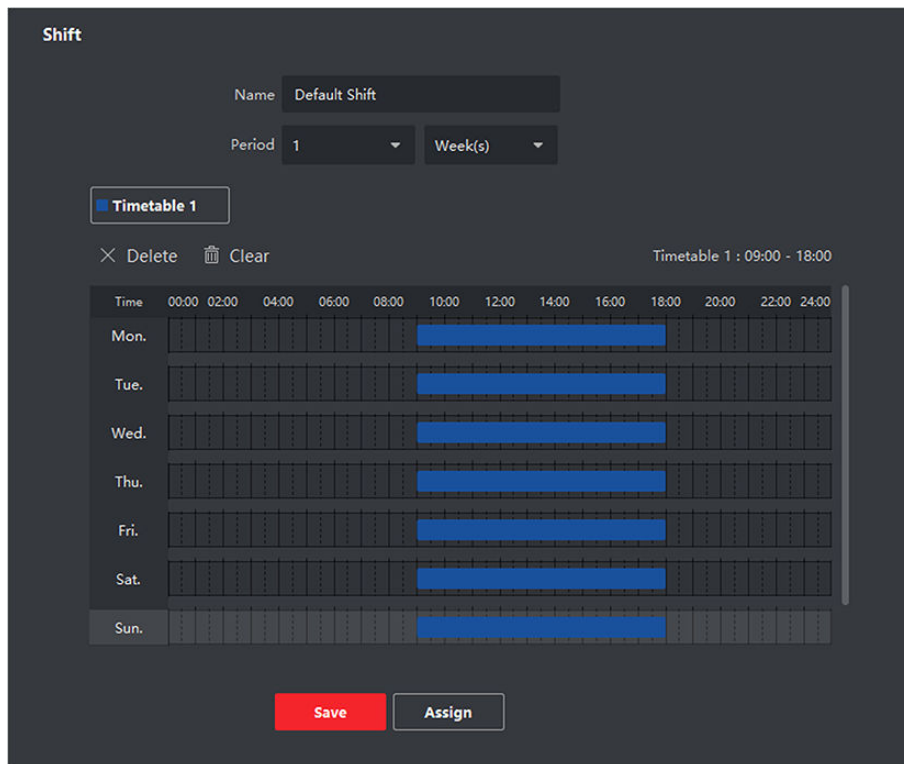 Shift
Name Default Shift
Period 1 Week(s)
Timetable 1
Delete Clear Timetable 1 : 09:00 - 18:00
Time 00:00 02:00 04:00 06:00 08:00 10:00 12:00 14:00 16:00 18:00 20:00 22:00 24:00
Mon.
Tue.
Wed.
Thu.
Fri.
Sat.
Sun.
Save Assign